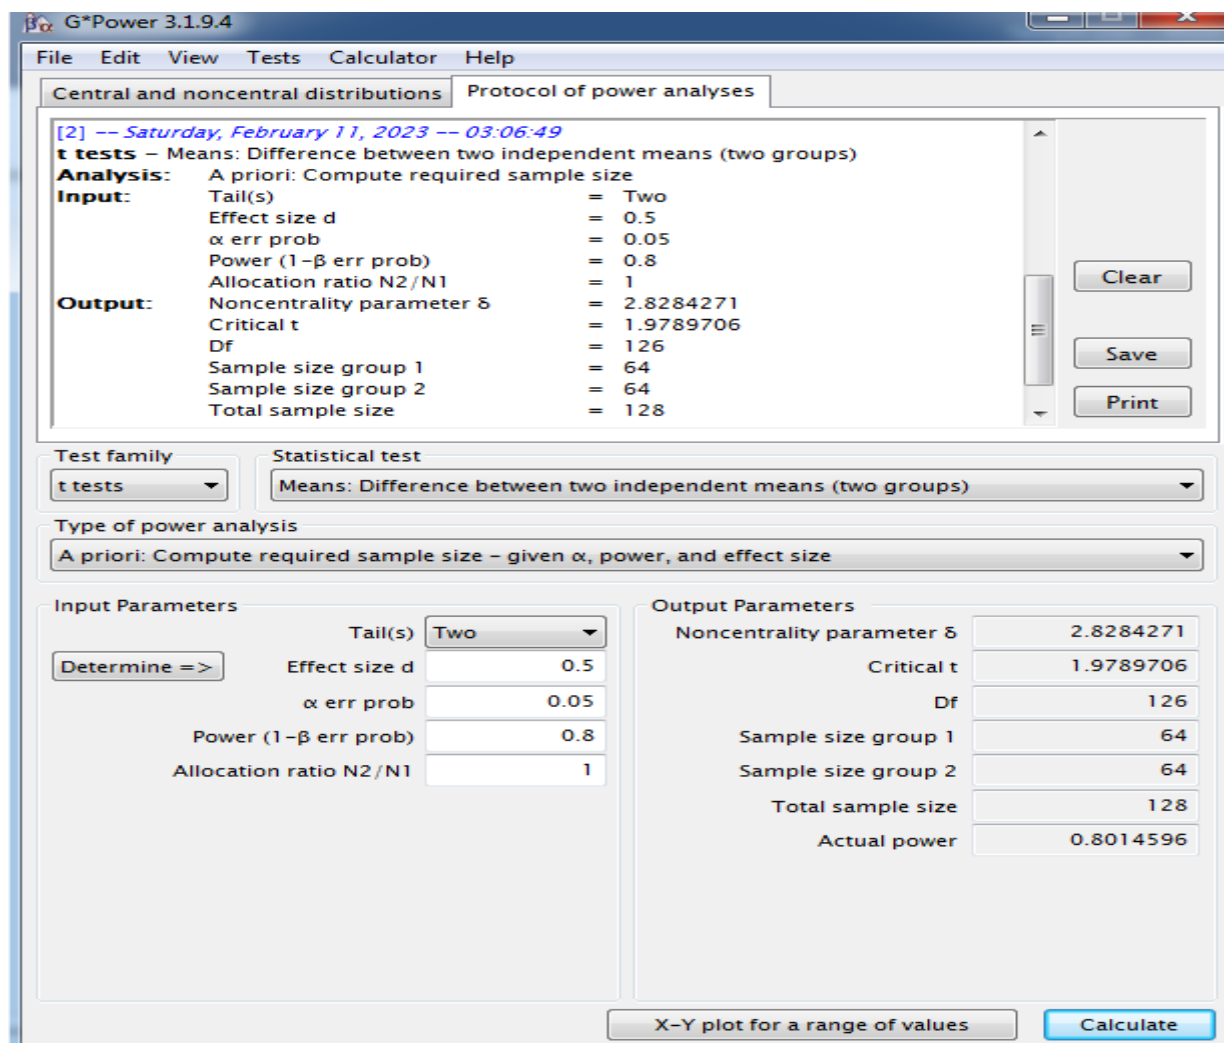 G*Power 3.1.9.4
File Edit View Tests Calculator Help
Central and noncentral distributions Protocol of power analyses
[2] -- Saturday, February 11, 2023 -- 03:06:49
t tests – Means: Difference between two independent means (two groups)
Analysis: A priori: Compute required sample size
Input: Tail(s) = Two
Effect size d = 0.5
α err prob = 0.05
Power (1-β err prob) = 0.8
Allocation ratio N2/N1 = 1
Output: Noncentrality parameter δ = 2.8284271
Critical t = 1.9789706
Df = 126
Sample size group 1 = 64
Sample size group 2 = 64
Total sample size = 128
Clear
Save
Print
Test family Statistical test
t tests Means: Difference between two independent means (two groups)
Type of power analysis
A priori: Compute required sample size – given α, power, and effect size
Input Parameters
Tail(s) Two
Determine => Effect size d 0.5
α err prob 0.05
Power (1-β err prob) 0.8
Allocation ratio N2/N1 1
Output Parameters
Noncentrality parameter δ 2.8284271
Critical t 1.9789706
Df 126
Sample size group 1 64
Sample size group 2 64
Total sample size 128
Actual power 0.8014596
X-Y plot for a range of values Calculate